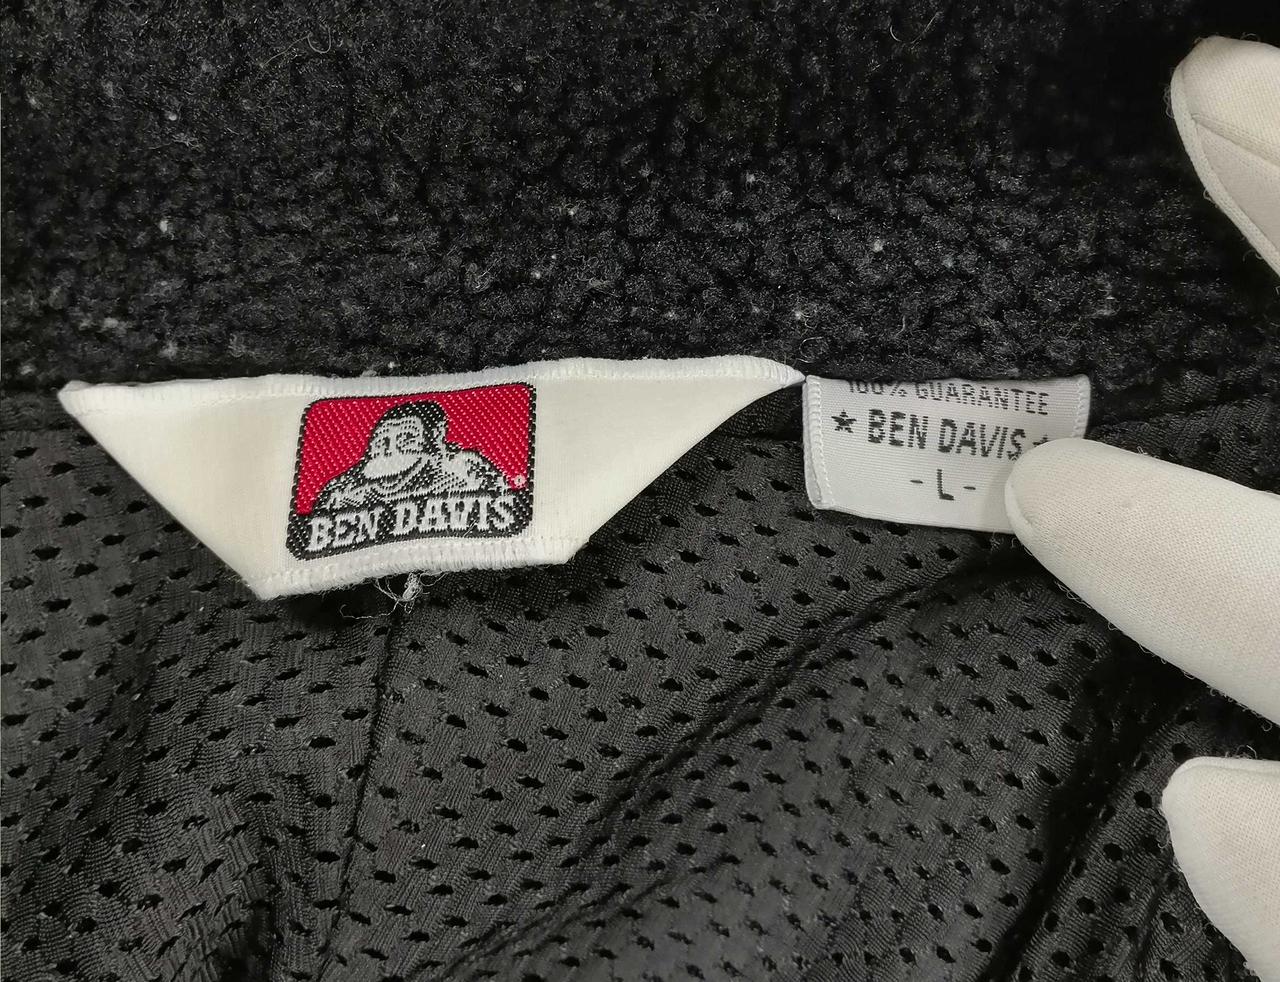 BEN DAVIS
®
100% GUARANTEE
★ BEN DAVIS ★
- L -